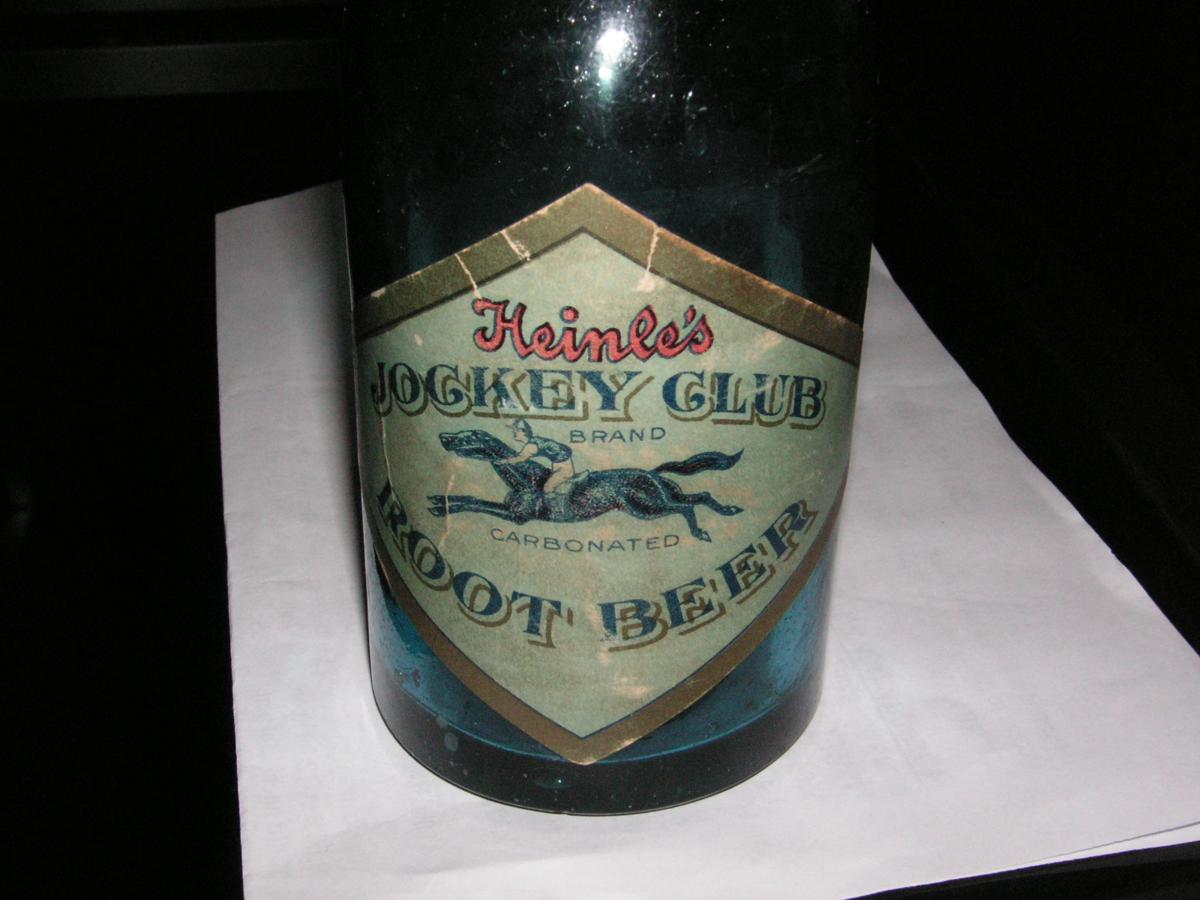 Heinle's
JOCKEY CLUB
BRAND
CARBONATED
ROOT BEER